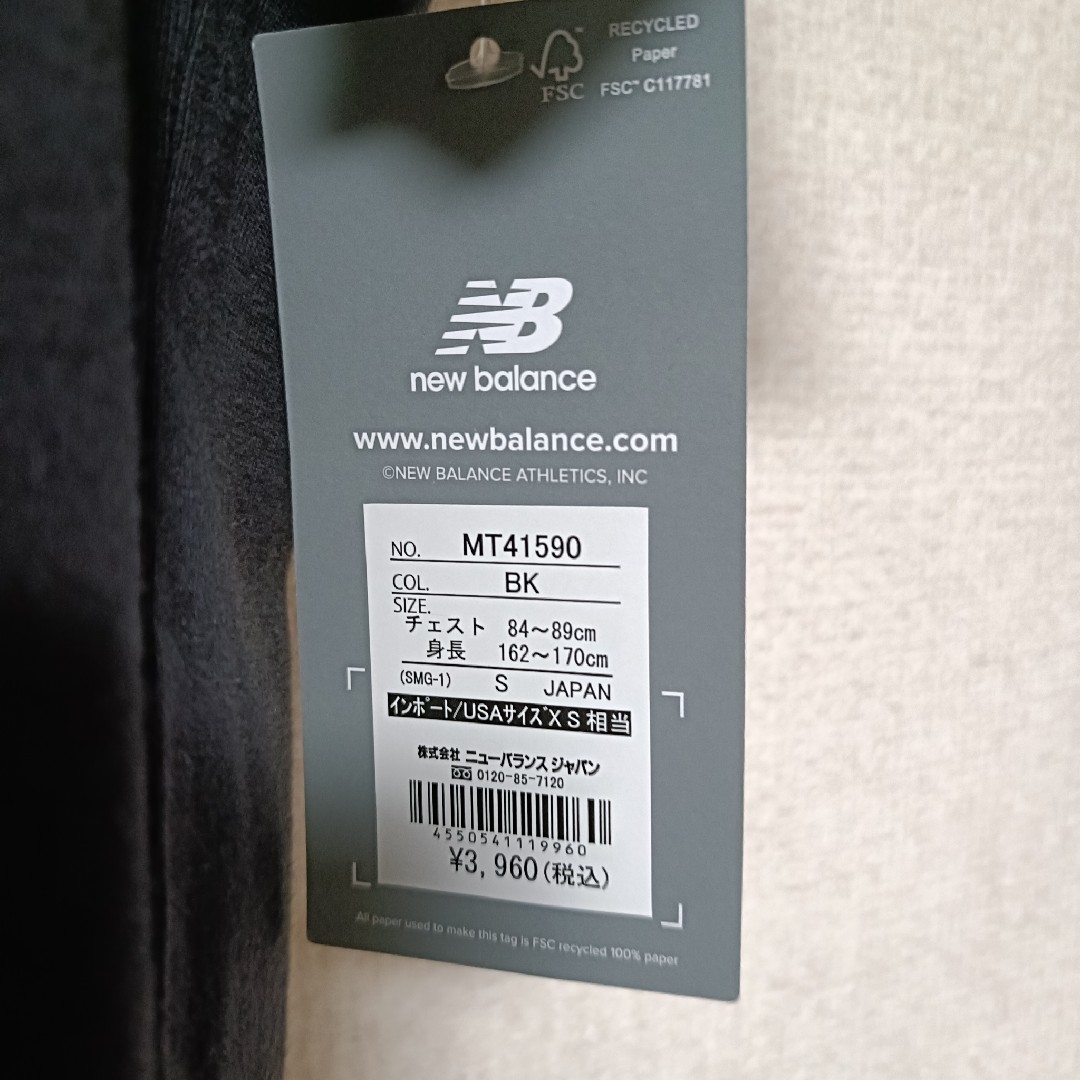 RECYCLED
Paper
FSC™ C117781
FSC
NB
new balance
www.newbalance.com
©NEW BALANCE ATHLETICS, INC
NO. MT41590
COL. BK
SIZE.
チェスト 84～89cm
身長 162～170cm
(SMG-1) S JAPAN
インポート/USAサイズXS相当
株式会社 ニューバランス ジャパン
0120-85-7120
4550541119960
¥3,960(税込)
All paper used to make this tag is FSC recycled 100% paper